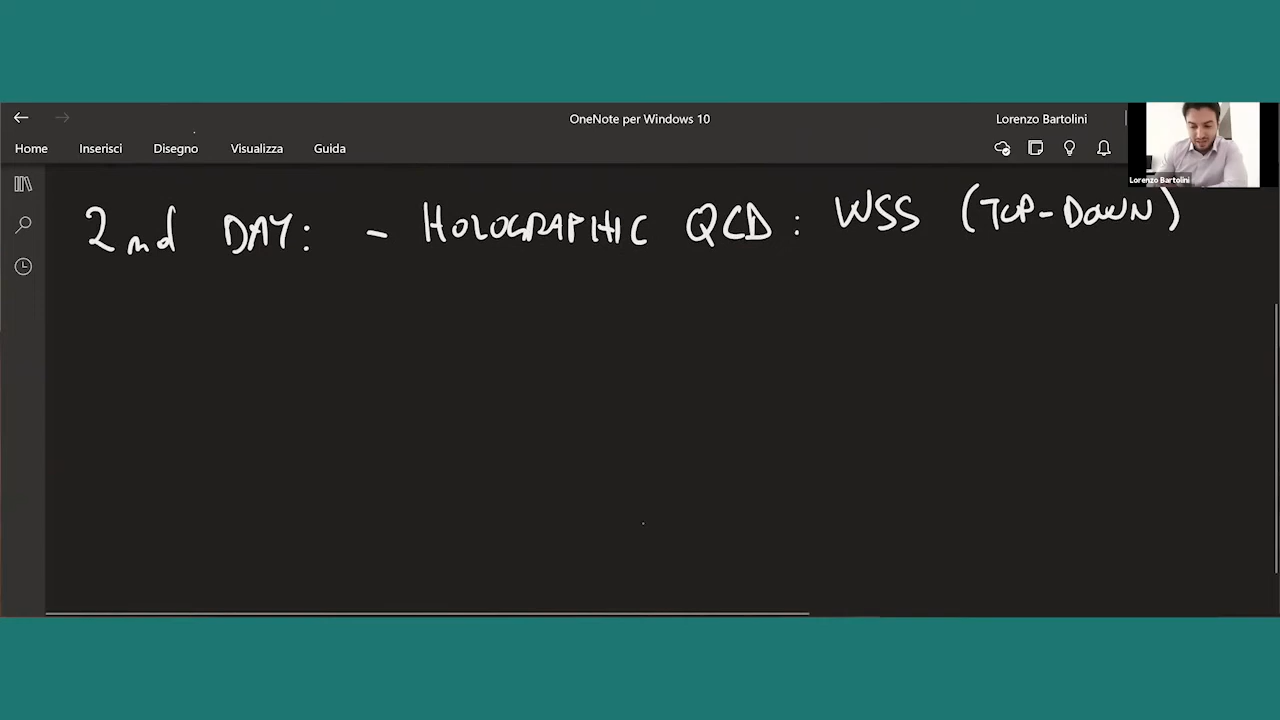 OneNote per Windows 10
Lorenzo Bartolini
Home Inserisci Disegno Visualizza Guida
Lorenzo Bartolini
2nd DAY: - HOLOGRAPHIC QCD: WSS (TOP-DOWN)